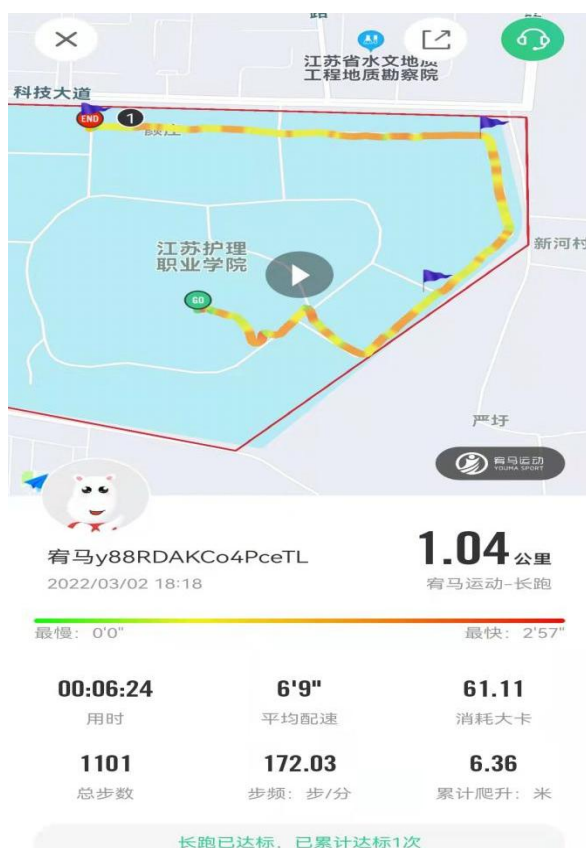 路
江苏省水文地质
工程地质勘察院
科技大道
END
1
颜庄
新河村
江苏护理
职业学院
GO
严圩
宥马运动
YOUMA SPORT
宥马y88RDAKCo4PceTL
1.04 公里
2022/03/02 18:18
宥马运动-长跑
最慢： 0'0"
最快： 2'57"
00:06:24
6'9"
61.11
用时
平均配速
消耗大卡
1101
172.03
6.36
总步数
步频：步/分
累计爬升：米
长跑已达标，已累计达标1次